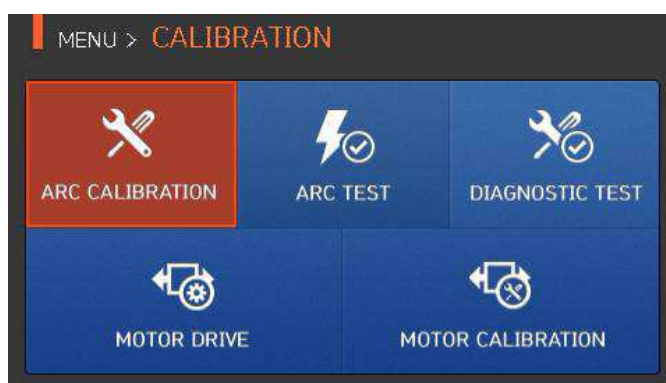 MENU > CALIBRATION
ARC CALIBRATION
ARC TEST
DIAGNOSTIC TEST
MOTOR DRIVE
MOTOR CALIBRATION